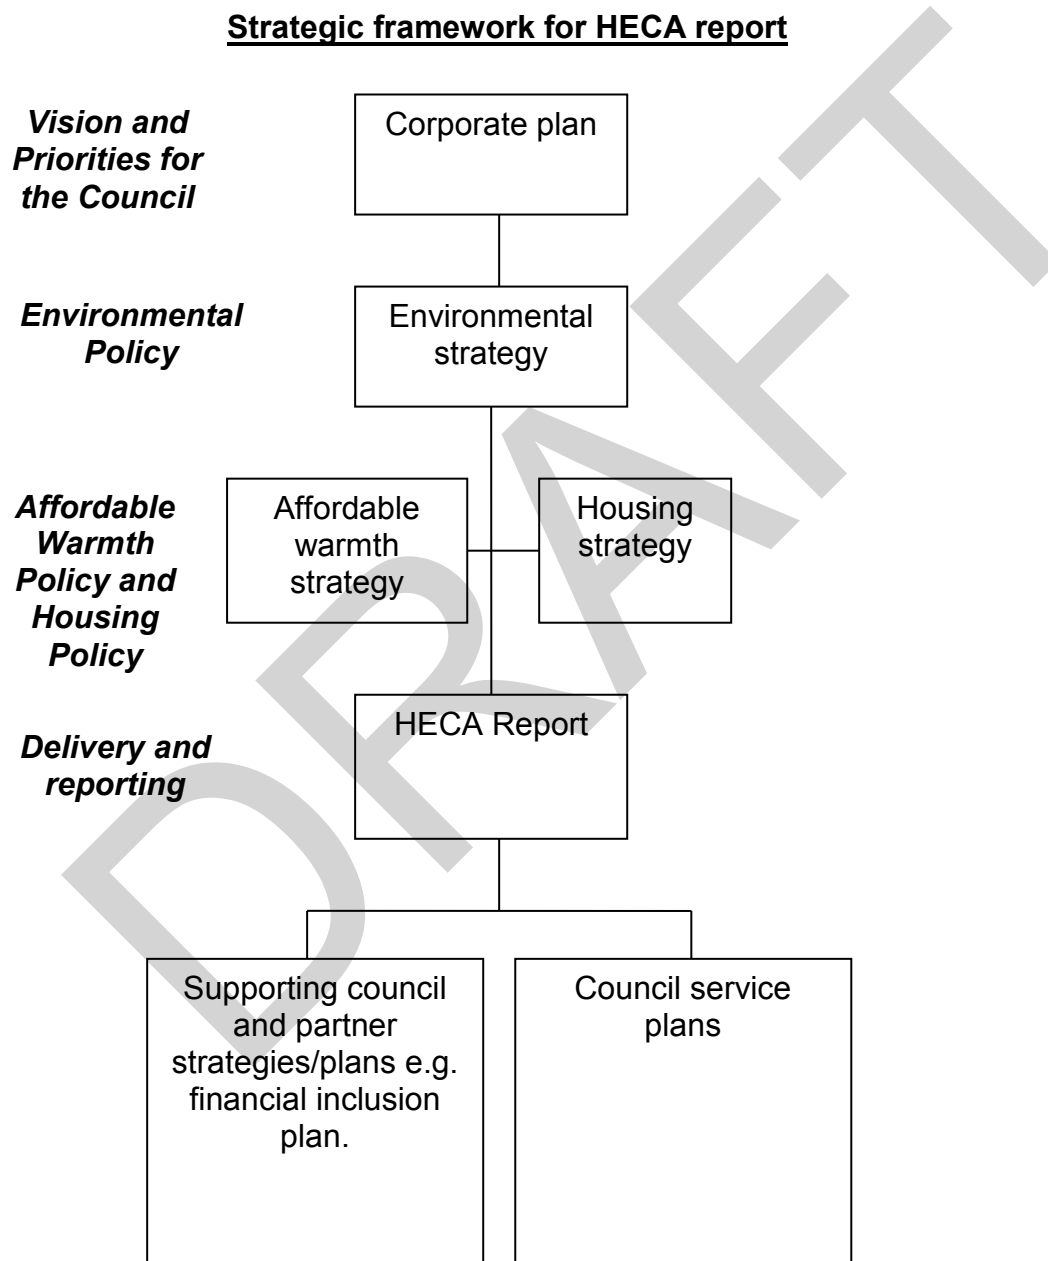 Strategic framework for HECA report
Vision and
Priorities for
the Council
Corporate plan
Environmental
Policy
Environmental
strategy
Affordable
Warmth
Policy and
Housing
Policy
Affordable
warmth
strategy
Housing
strategy
Delivery and
reporting
HECA Report
Supporting council
and partner
strategies/plans e.g.
financial inclusion
plan.
Council service
plans
DRAFT